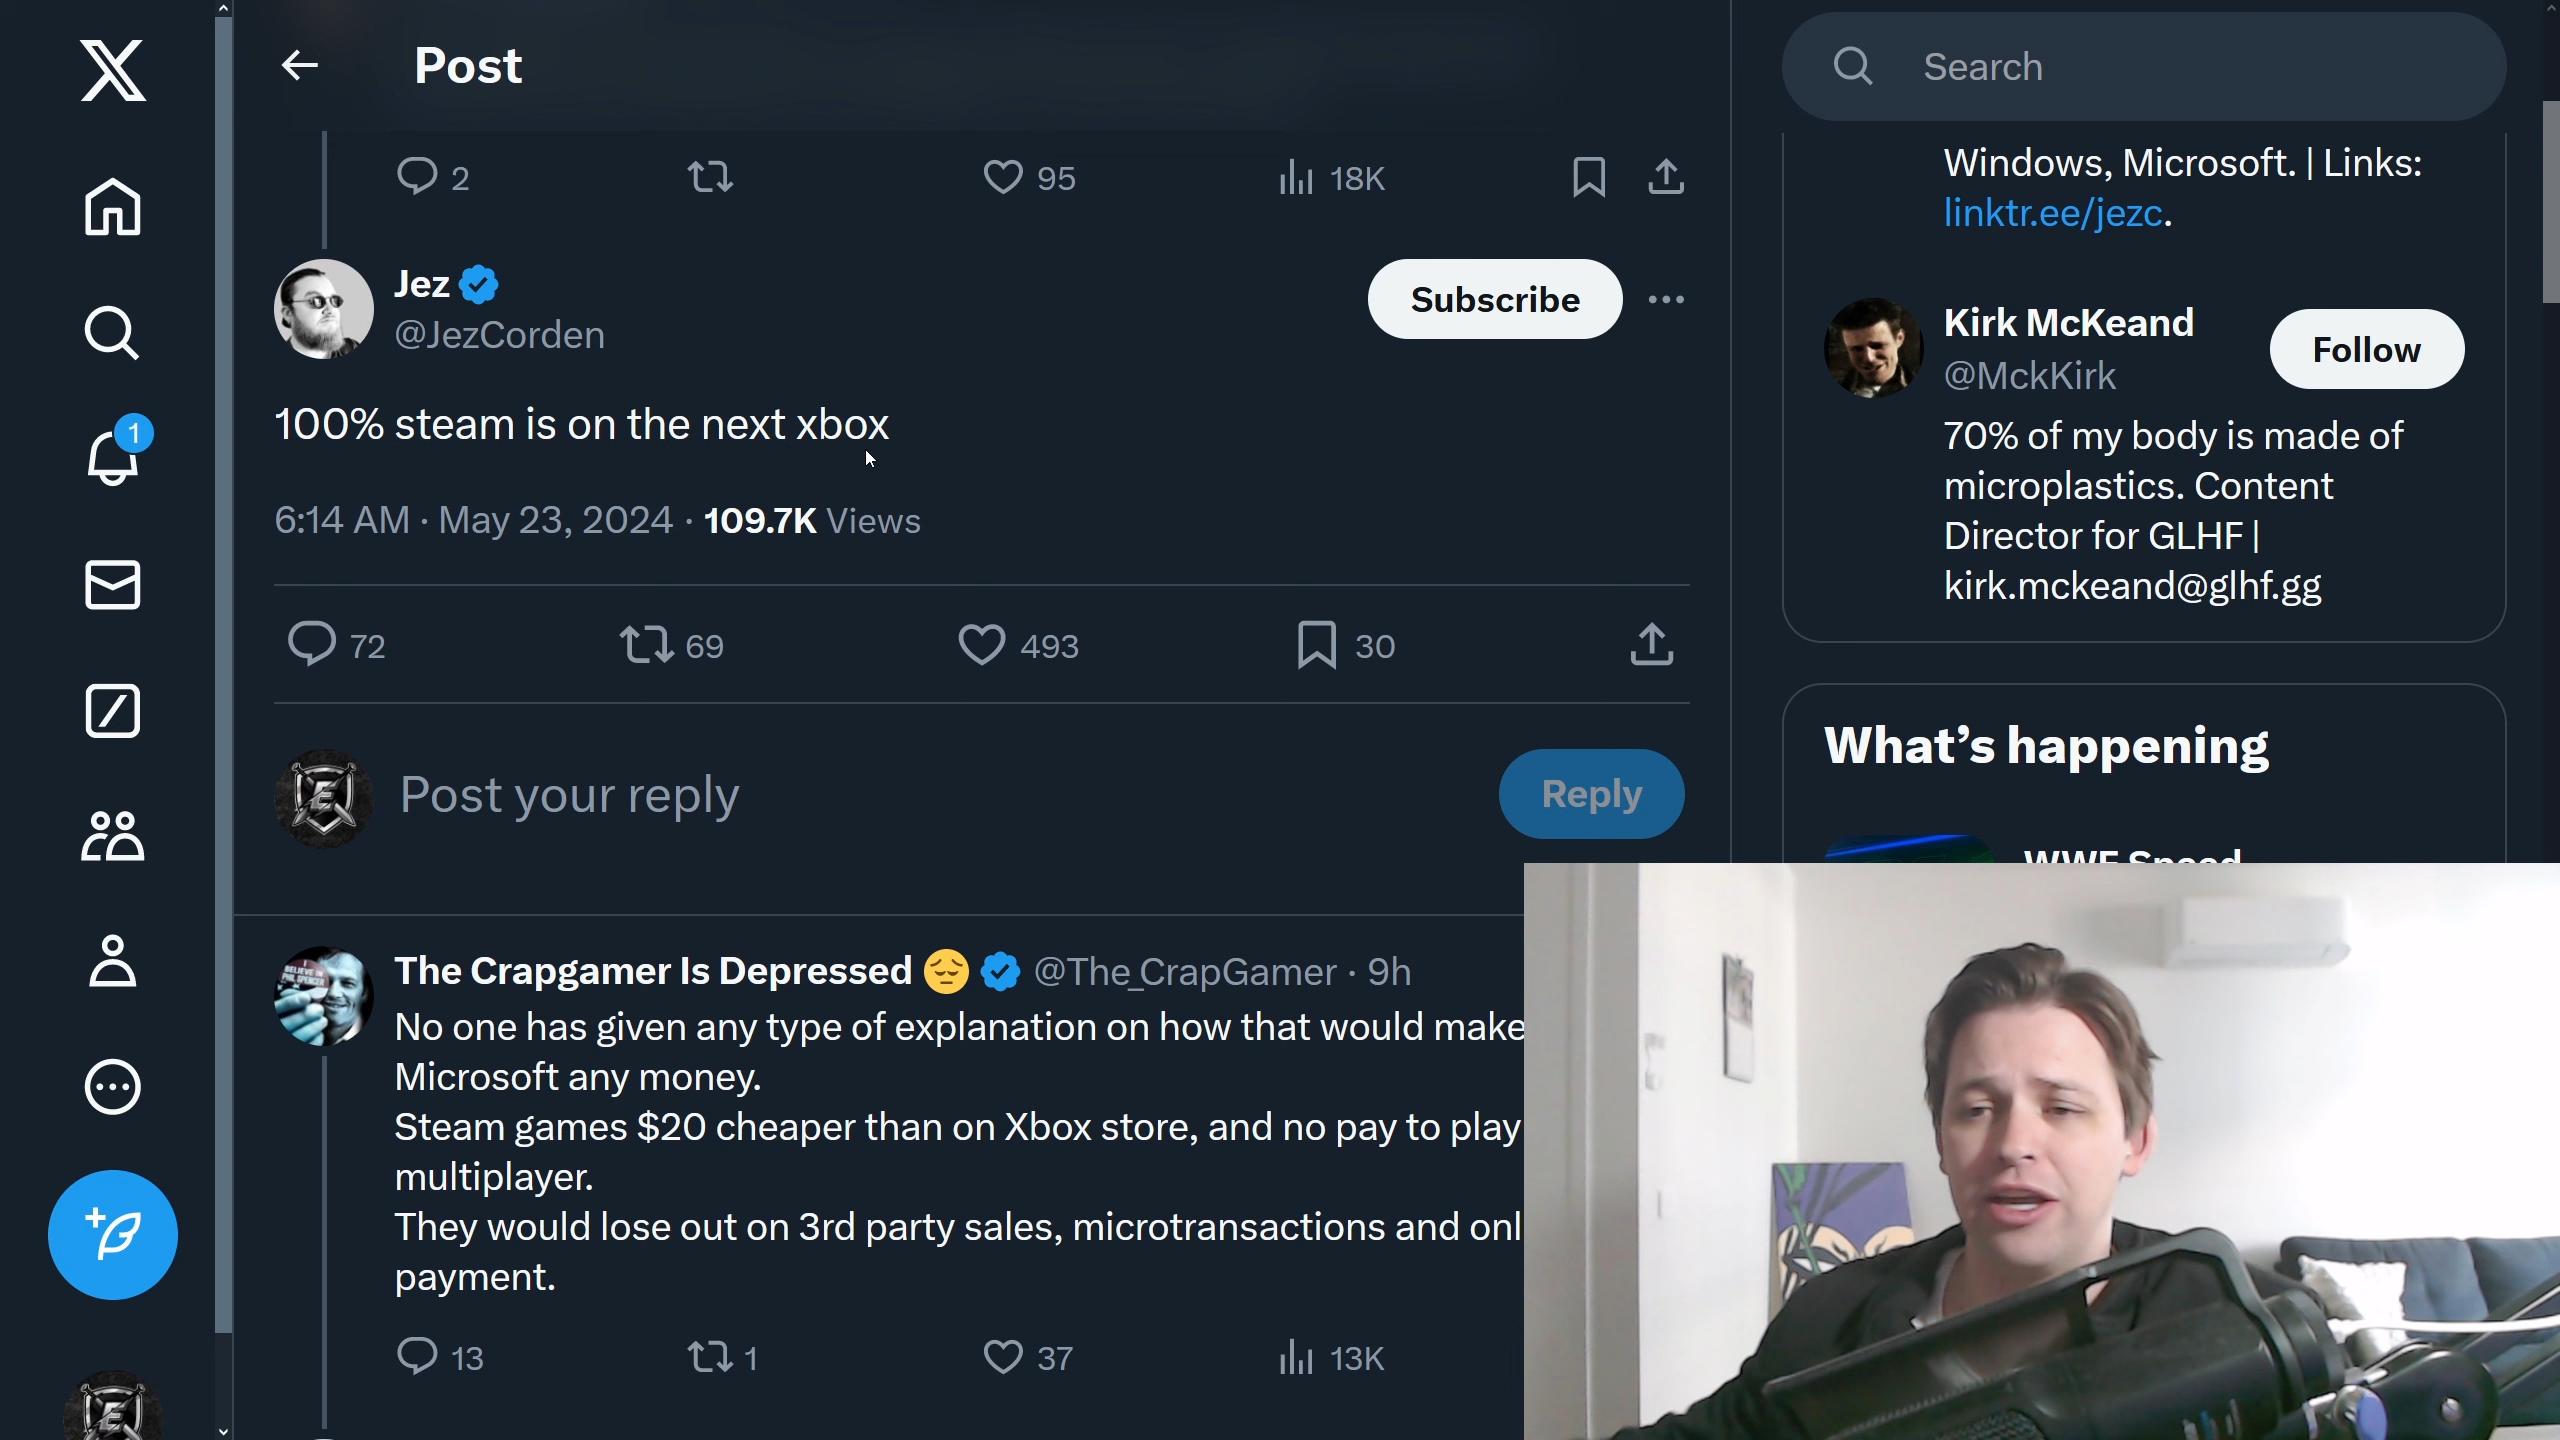 Post
Search
2
95
18K
Windows, Microsoft. | Links:
linktr.ee/jezc.
Jez
@JezCorden
Subscribe
Kirk McKeand
@MckKirk
Follow
100% steam is on the next xbox
70% of my body is made of
microplastics. Content
Director for GLHF |
kirk.mckeand@glhf.gg
1
6:14 AM · May 23, 2024 · 109.7K Views
72
69
493
30
What's happening
Post your reply
Reply
The Crapgamer Is Depressed 😔 @The_CrapGamer · 9h
No one has given any type of explanation on how that would make
Microsoft any money.
Steam games $20 cheaper than on Xbox store, and no pay to play
multiplayer.
They would lose out on 3rd party sales, microtransactions and onl
payment.
13
1
37
13K